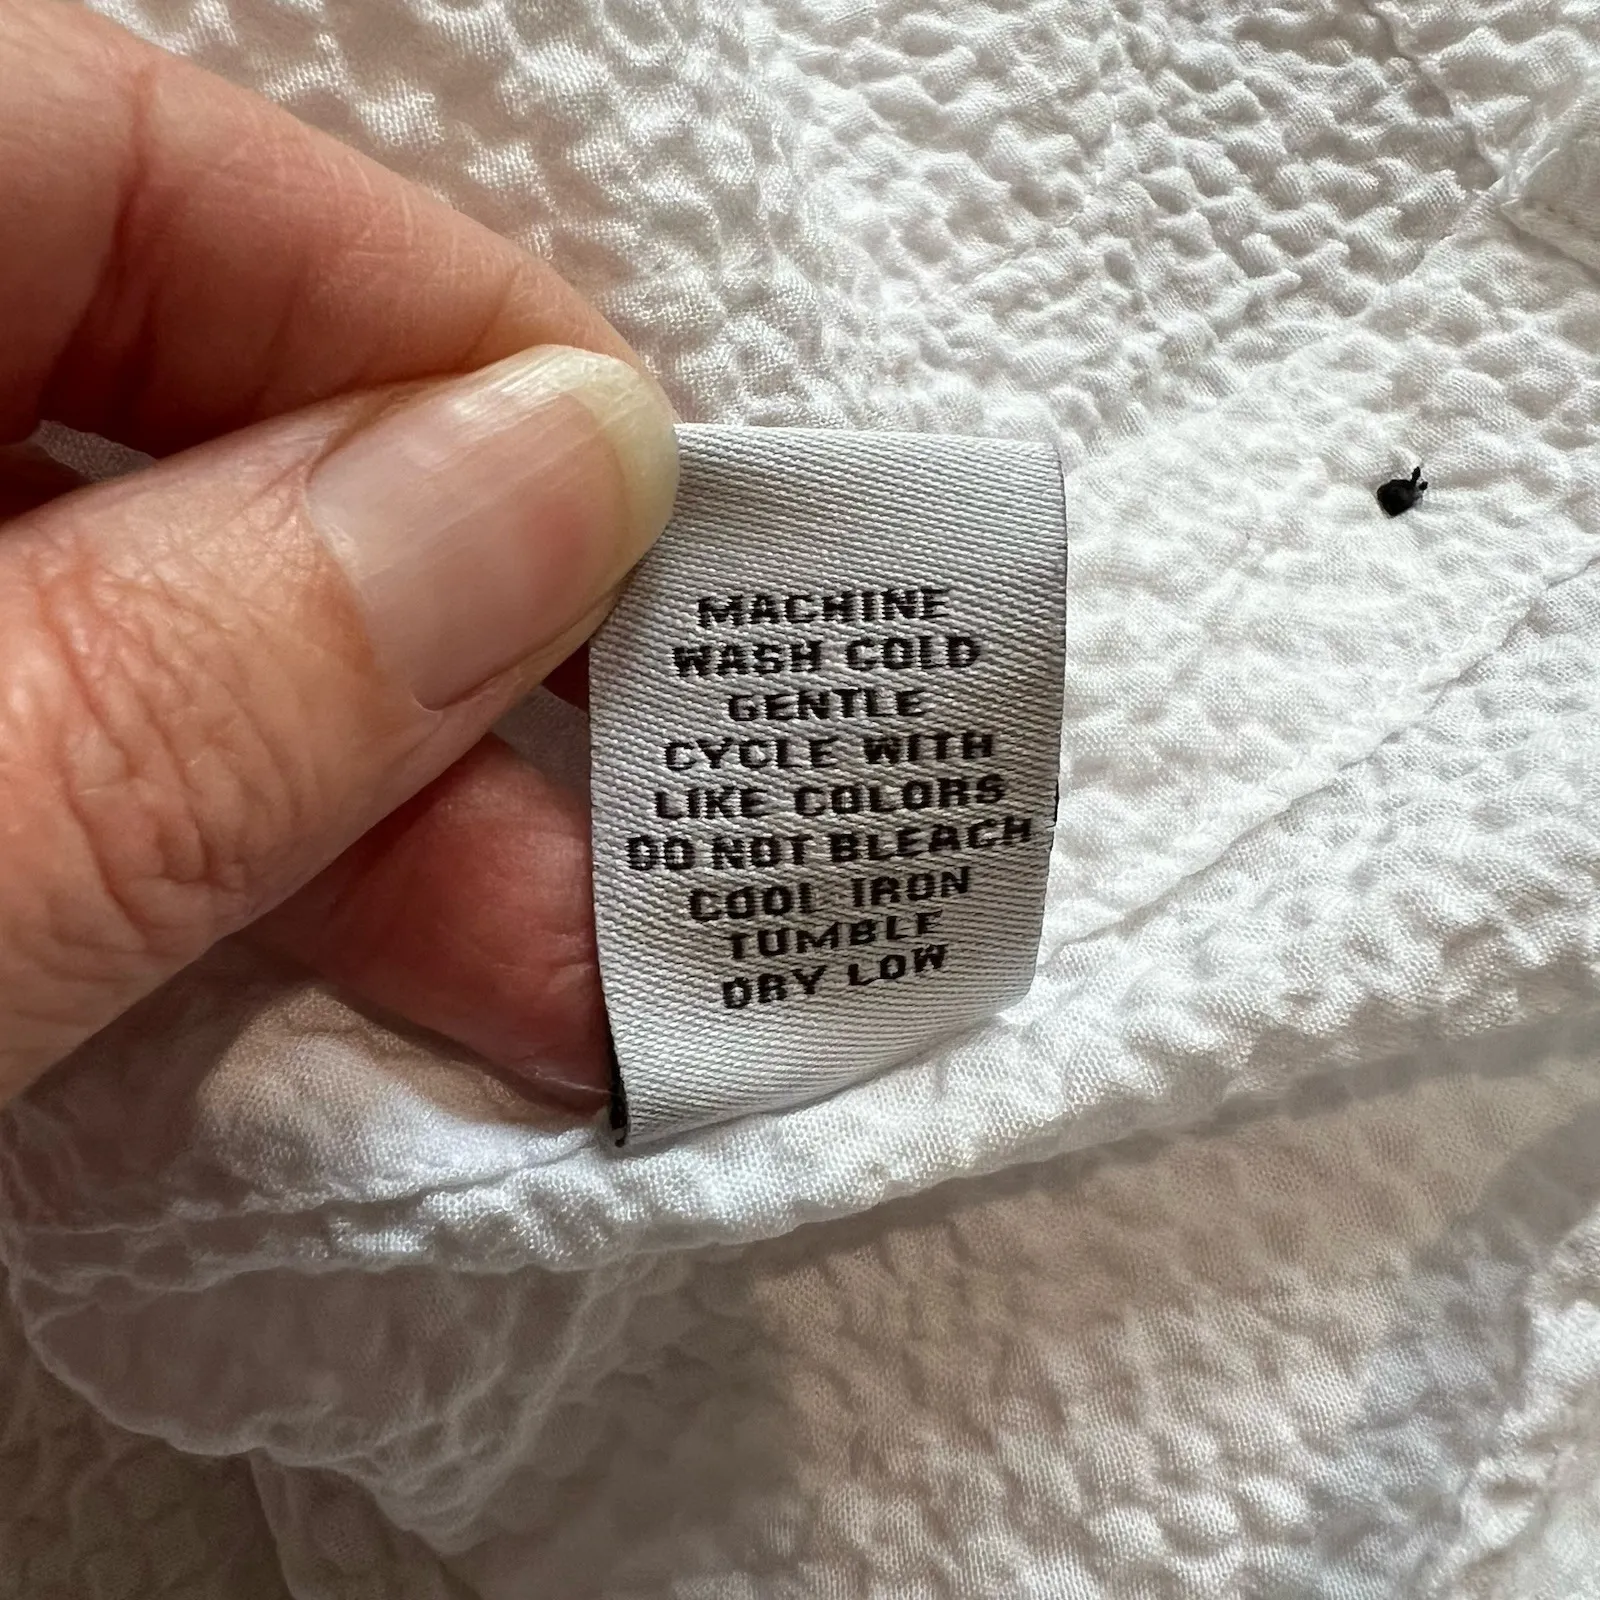 MACHINE
WASH COLD
GENTLE
CYCLE WITH
LIKE COLORS
DO NOT BLEACH
COOL IRON
TUMBLE
DRY LOW